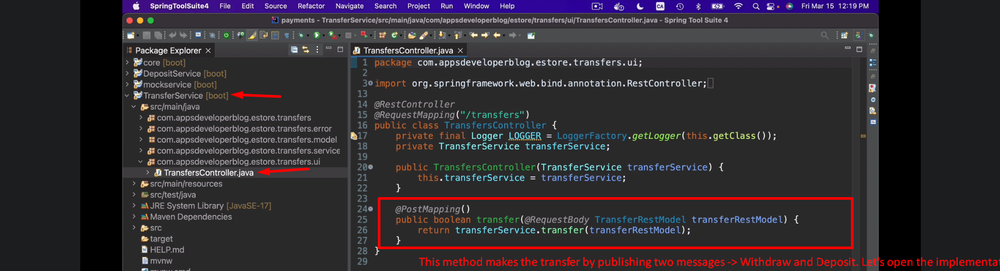 SpringToolSuite4 File Edit Source Refactor Navigate Search Project Run Window Help CA Fri Mar 15 12:19 PM
payments - TransferService/src/main/java/com/appsdeveloperblog/estore/transfers/ui/TransfersController.java - Spring Tool Suite 4
Package Explorer
core [boot]
DepositService [boot]
mockservice [boot]
TransferService [boot]
src/main/java
com.appsdeveloperblog.estore.transfers
com.appsdeveloperblog.estore.transfers.error
com.appsdeveloperblog.estore.transfers.model
com.appsdeveloperblog.estore.transfers.service
com.appsdeveloperblog.estore.transfers.ui
TransfersController.java
src/main/resources
src/test/java
JRE System Library [JavaSE-17]
Maven Dependencies
src
target
HELP.md
mvnw
mvnw.cmd
TransfersController.java
1 package com.appsdeveloperblog.estore.transfers.ui;
2
3 import org.springframework.web.bind.annotation.RestController;
13
14 @RestController
15 @RequestMapping("/transfers")
16 public class TransfersController {
17 private final Logger LOGGER = LoggerFactory.getLogger(this.getClass());
18 private TransferService transferService;
19
20 public TransfersController(TransferService transferService) {
21 this.transferService = transferService;
22 }
23
24 @PostMapping()
25 public boolean transfer(@RequestBody TransferRestModel transferRestModel) {
26 return transferService.transfer(transferRestModel);
27 }
28 }
29
This method makes the transfer by publishing two messages -> Withdraw and Deposit. Let's open the implementat